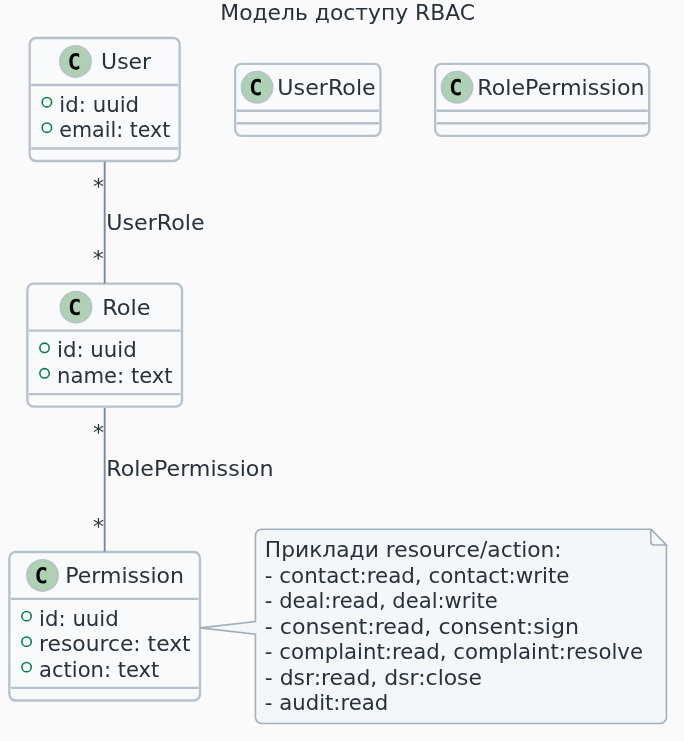 Модель доступу RBAC
C User
id: uuid
email: text
C UserRole
C RolePermission
*
UserRole
*
C Role
id: uuid
name: text
*
RolePermission
*
C Permission
id: uuid
resource: text
action: text
Приклади resource/action:
- contact:read, contact:write
- deal:read, deal:write
- consent:read, consent:sign
- complaint:read, complaint:resolve
- dsr:read, dsr:close
- audit:read